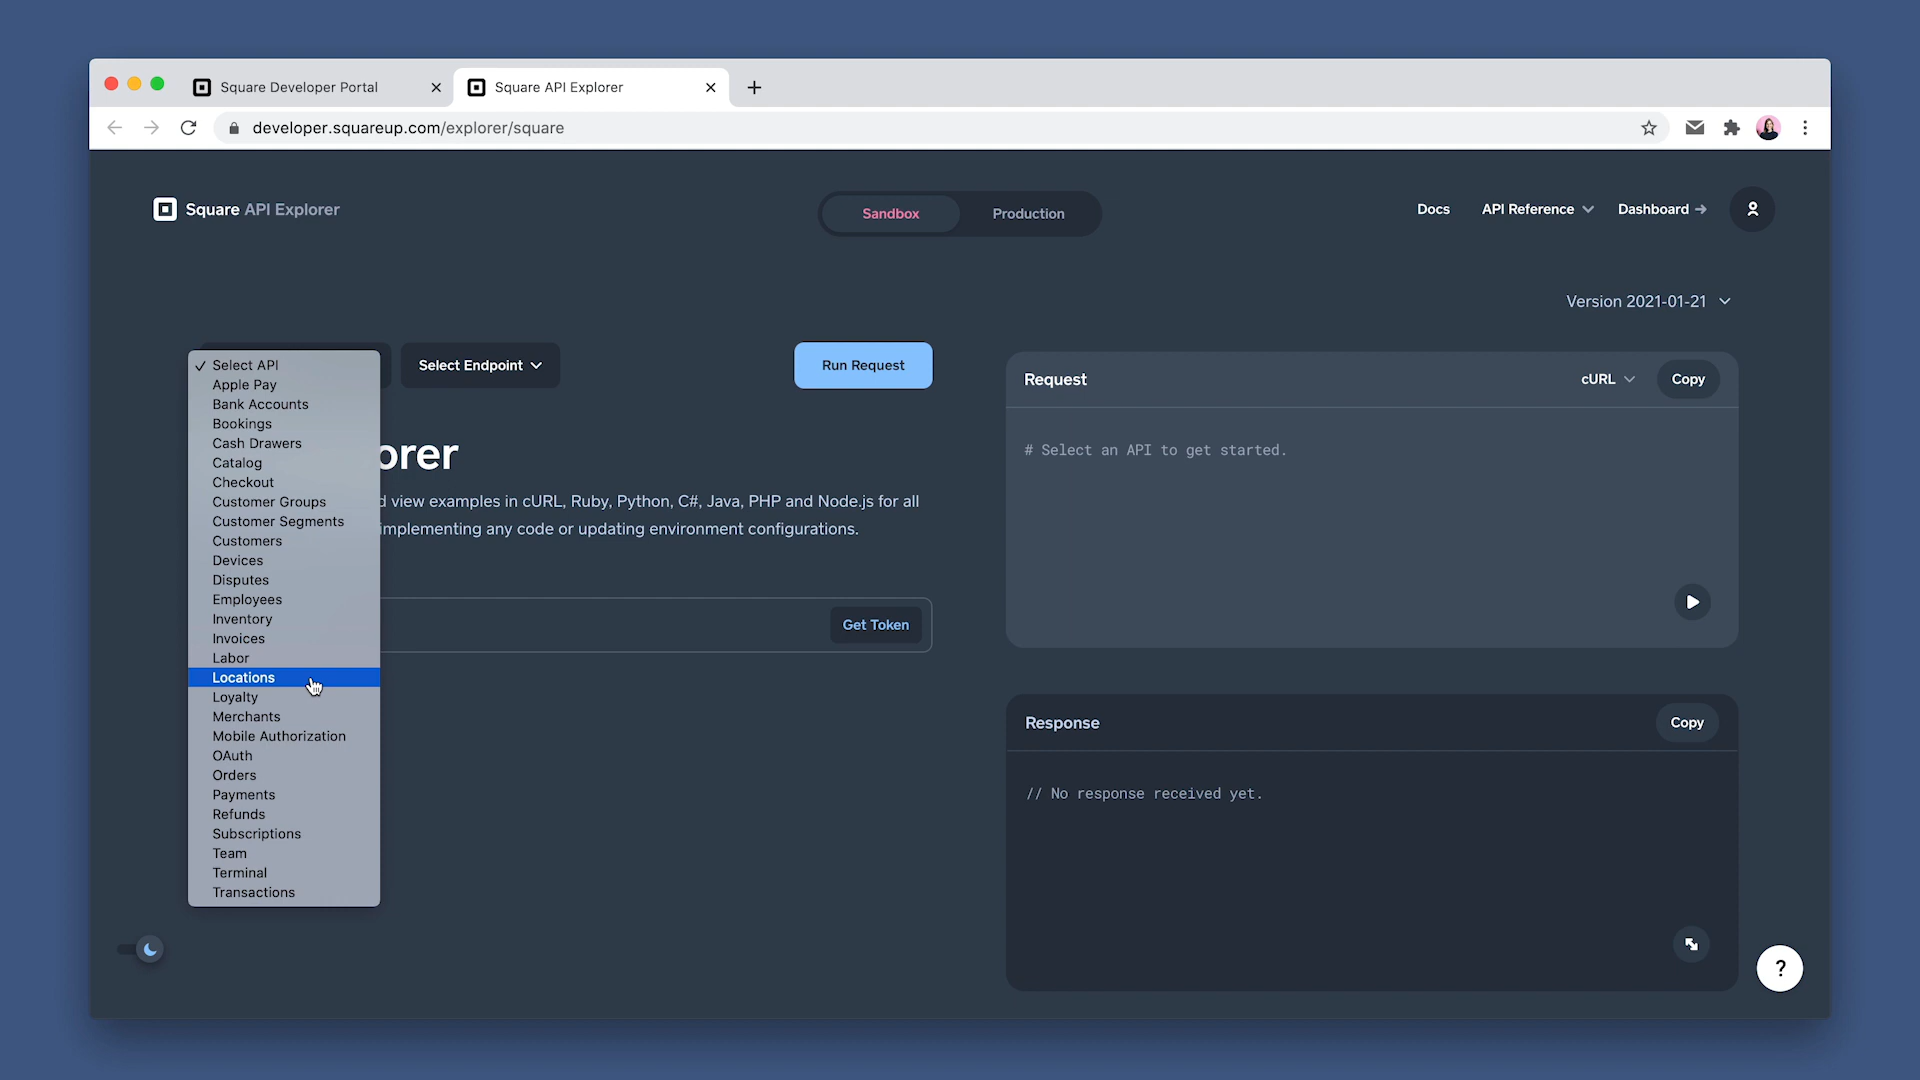 Square Developer Portal
Square API Explorer
developer.squareup.com/explorer/square
Square API Explorer
Sandbox
Production
Docs
API Reference
Dashboard
Version 2021-01-21
Select API
Apple Pay
Bank Accounts
Bookings
Cash Drawers
Catalog
Checkout
Customer Groups
Customer Segments
Customers
Devices
Disputes
Employees
Inventory
Invoices
Labor
Locations
Loyalty
Merchants
Mobile Authorization
OAuth
Orders
Payments
Refunds
Subscriptions
Team
Terminal
Transactions
Select Endpoint
Run Request
orer
d view examples in cURL, Ruby, Python, C#, Java, PHP and Node.js for all
implementing any code or updating environment configurations.
Get Token
Request
cURL
Copy
# Select an API to get started.
Response
Copy
// No response received yet.
?